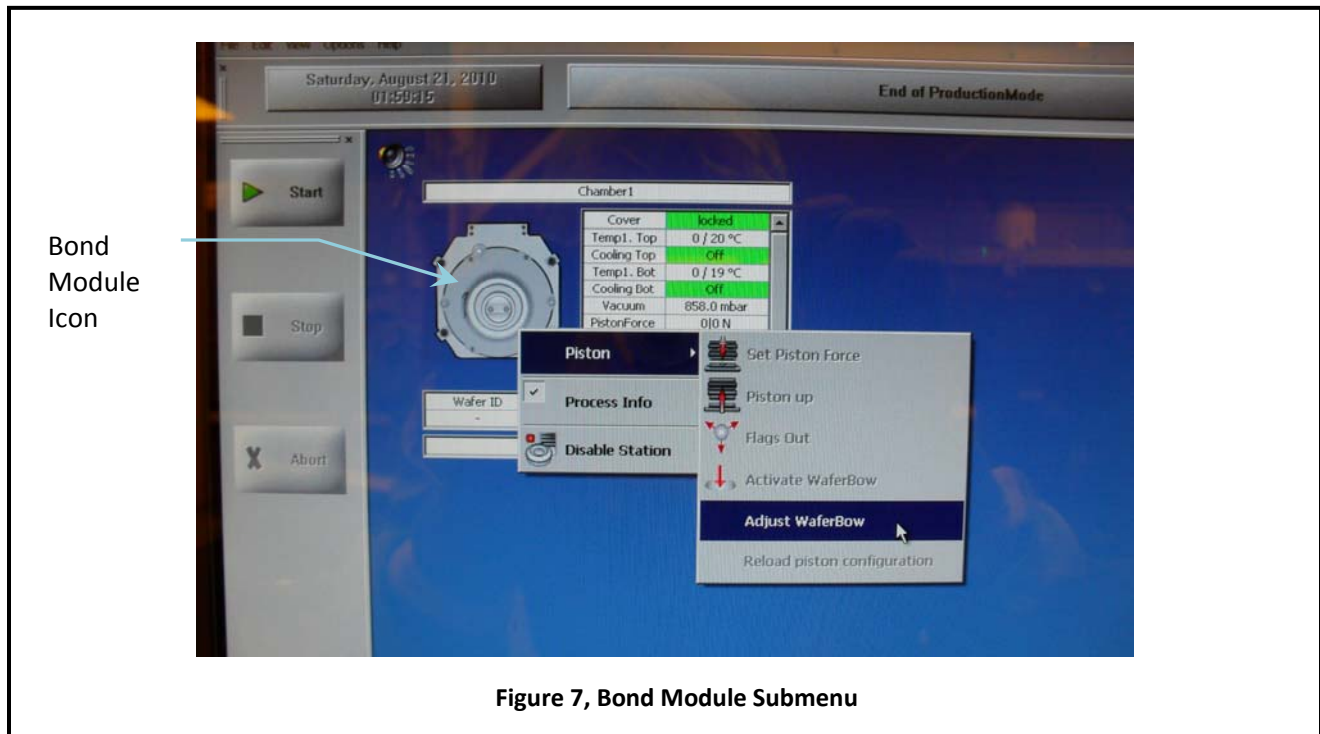 File Edit View Options Help
Saturday, August 21, 2010
01:59:15
End of ProductionMode
Start
Chamber1
Cover locked
Temp1. Top 0 / 20 °C
Cooling Top Off
Temp1. Bot 0 / 19 °C
Cooling Bot Off
Vacuum 858.0 mbar
PistonForce 0|0 N
Bond
Module
Icon
Stop
Piston
Set Piston Force
Wafer ID
-
Process Info
Piston up
Flags Out
Abort
Disable Station
Activate WaferBow
Adjust WaferBow
Reload piston configuration
Figure 7, Bond Module Submenu